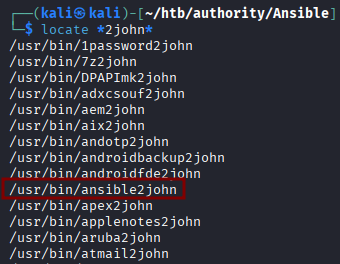 ┌──(kali㉿kali)-[~/htb/authority/Ansible]
└─$ locate *2john*
/usr/bin/1password2john
/usr/bin/7z2john
/usr/bin/DPAPImk2john
/usr/bin/adxcsouf2john
/usr/bin/aem2john
/usr/bin/aix2john
/usr/bin/andotp2john
/usr/bin/androidbackup2john
/usr/bin/androidfde2john
/usr/bin/ansible2john
/usr/bin/apex2john
/usr/bin/applenotes2john
/usr/bin/aruba2john
/usr/bin/atmail2john